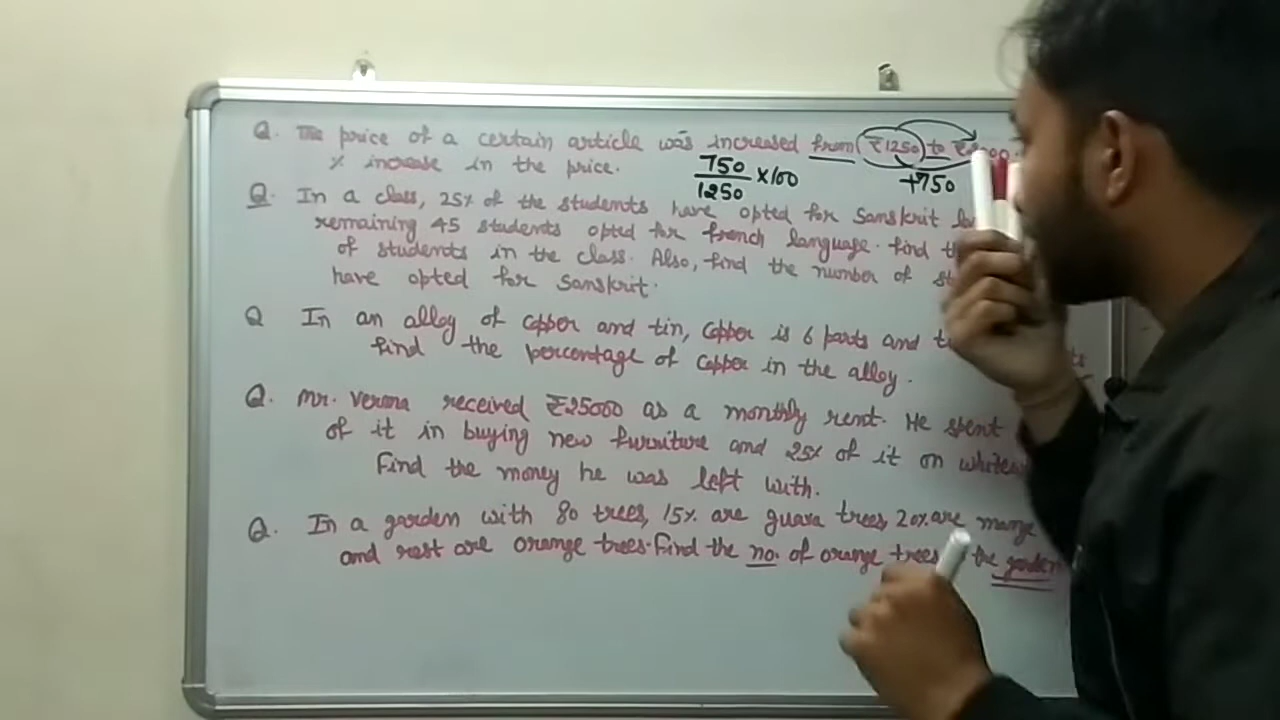 Q. The price of a certain article was increased from ₹1250 to
% increase in the price.
750
1250 ×100
+750
Q. In a class, 25% of the students have opted for Sanskrit
remaining 45 students opted for french language. find
of students in the class. Also, find the number of
have opted for Sanskrit.
Q In an alloy of Copper and tin, Copper is 6 parts and
find the percentage of Copper in the alloy.
Q. Mr. Verma received ₹25000 as a monthly rent. He spent
of it in buying new furniture and 25% of it on
Find the money he was left with.
Q. In a garden with 80 trees, 15% are guava trees, 20% are
and rest are orange trees. Find the no. of orange trees the garden